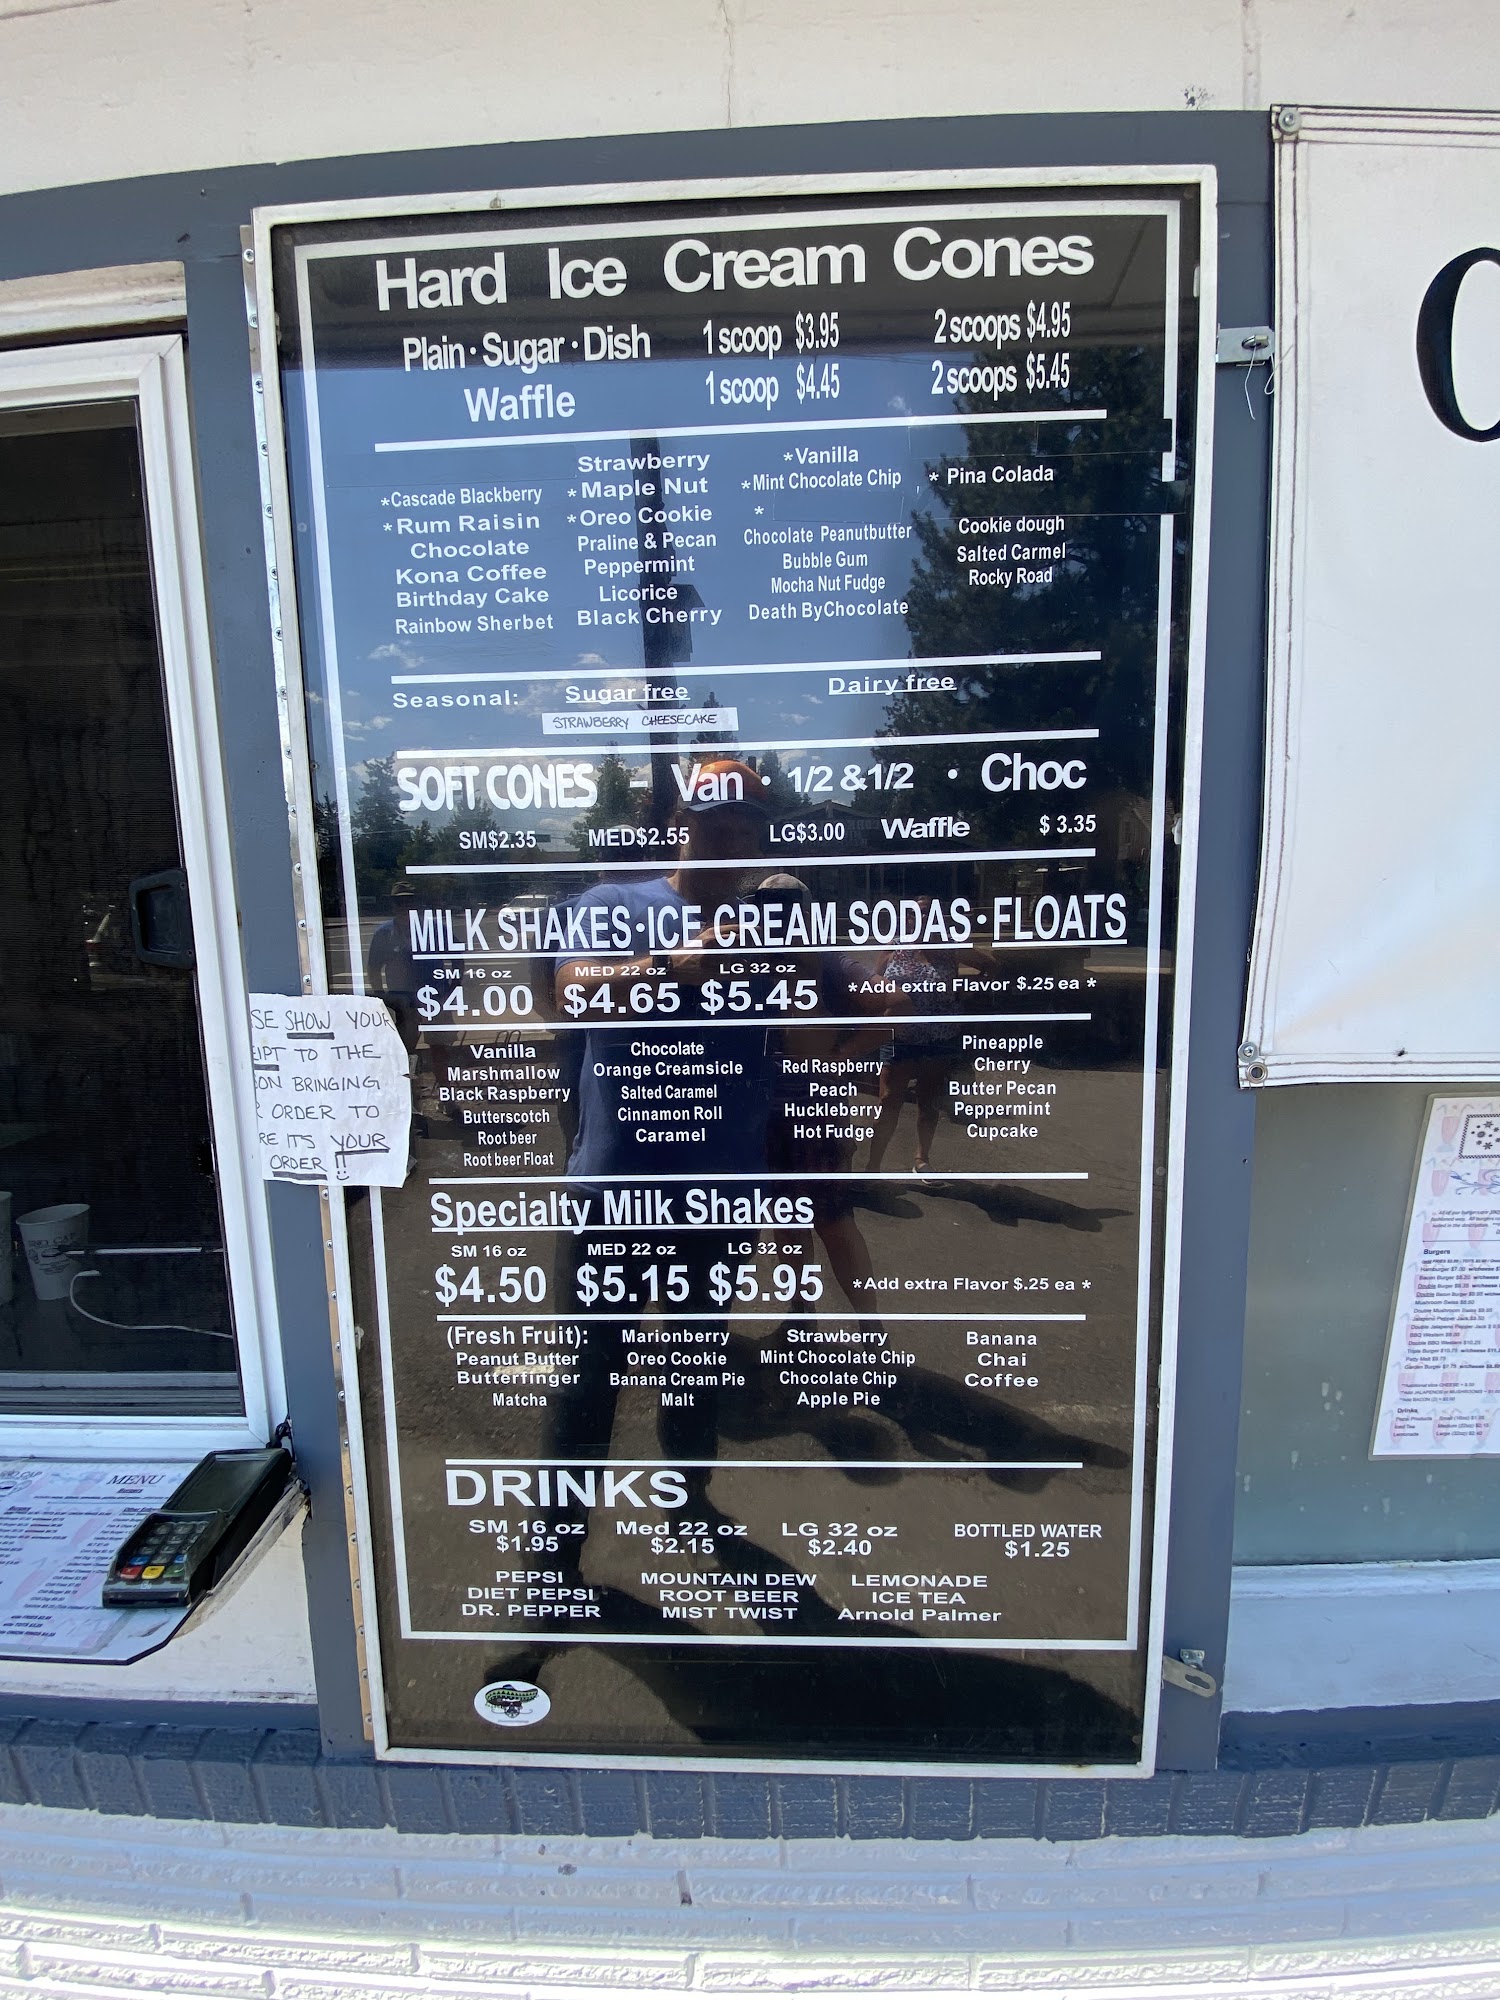 Hard Ice Cream Cones
Plain · Sugar · Dish 1 scoop $3.95 2 scoops $4.95
Waffle 1 scoop $4.45 2 scoops $5.45
*Cascade Blackberry
*Rum Raisin
Chocolate
Kona Coffee
Birthday Cake
Rainbow Sherbet
Strawberry
*Maple Nut
*Oreo Cookie
Praline & Pecan
Peppermint
Licorice
Black Cherry
*Vanilla
*Mint Chocolate Chip
*
Chocolate Peanutbutter
Bubble Gum
Mocha Nut Fudge
Death ByChocolate
* Pina Colada
Cookie dough
Salted Carmel
Rocky Road
Seasonal: Sugar free Dairy free
STRAWBERRY CHEESECAKE
SOFT CONES - Van · 1/2 &1/2 · Choc
SM$2.35 MED$2.55 LG$3.00 Waffle $ 3.35
MILK SHAKES·ICE CREAM SODAS·FLOATS
SM 16 oz MED 22 oz LG 32 oz
$4.00 $4.65 $5.45 *Add extra Flavor $.25 ea *
Vanilla
Marshmallow
Black Raspberry
Butterscotch
Root beer
Root beer Float
Chocolate
Orange Creamsicle
Salted Caramel
Cinnamon Roll
Caramel
Red Raspberry
Peach
Huckleberry
Hot Fudge
Pineapple
Cherry
Butter Pecan
Peppermint
Cupcake
Specialty Milk Shakes
SM 16 oz MED 22 oz LG 32 oz
$4.50 $5.15 $5.95 *Add extra Flavor $.25 ea *
(Fresh Fruit):
Peanut Butter
Butterfinger
Matcha
Marionberry
Oreo Cookie
Banana Cream Pie
Malt
Strawberry
Mint Chocolate Chip
Chocolate Chip
Apple Pie
Banana
Chai
Coffee
DRINKS
SM 16 oz Med 22 oz LG 32 oz BOTTLED WATER
$1.95 $2.15 $2.40 $1.25
PEPSI
DIET PEPSI
DR. PEPPER
MOUNTAIN DEW
ROOT BEER
MIST TWIST
LEMONADE
ICE TEA
Arnold Palmer
SE SHOW YOUR
EIPT TO THE
ON BRINGING
R ORDER TO
RE ITS YOUR
ORDER !!
MENU
Burgers
Burgers
Drinks